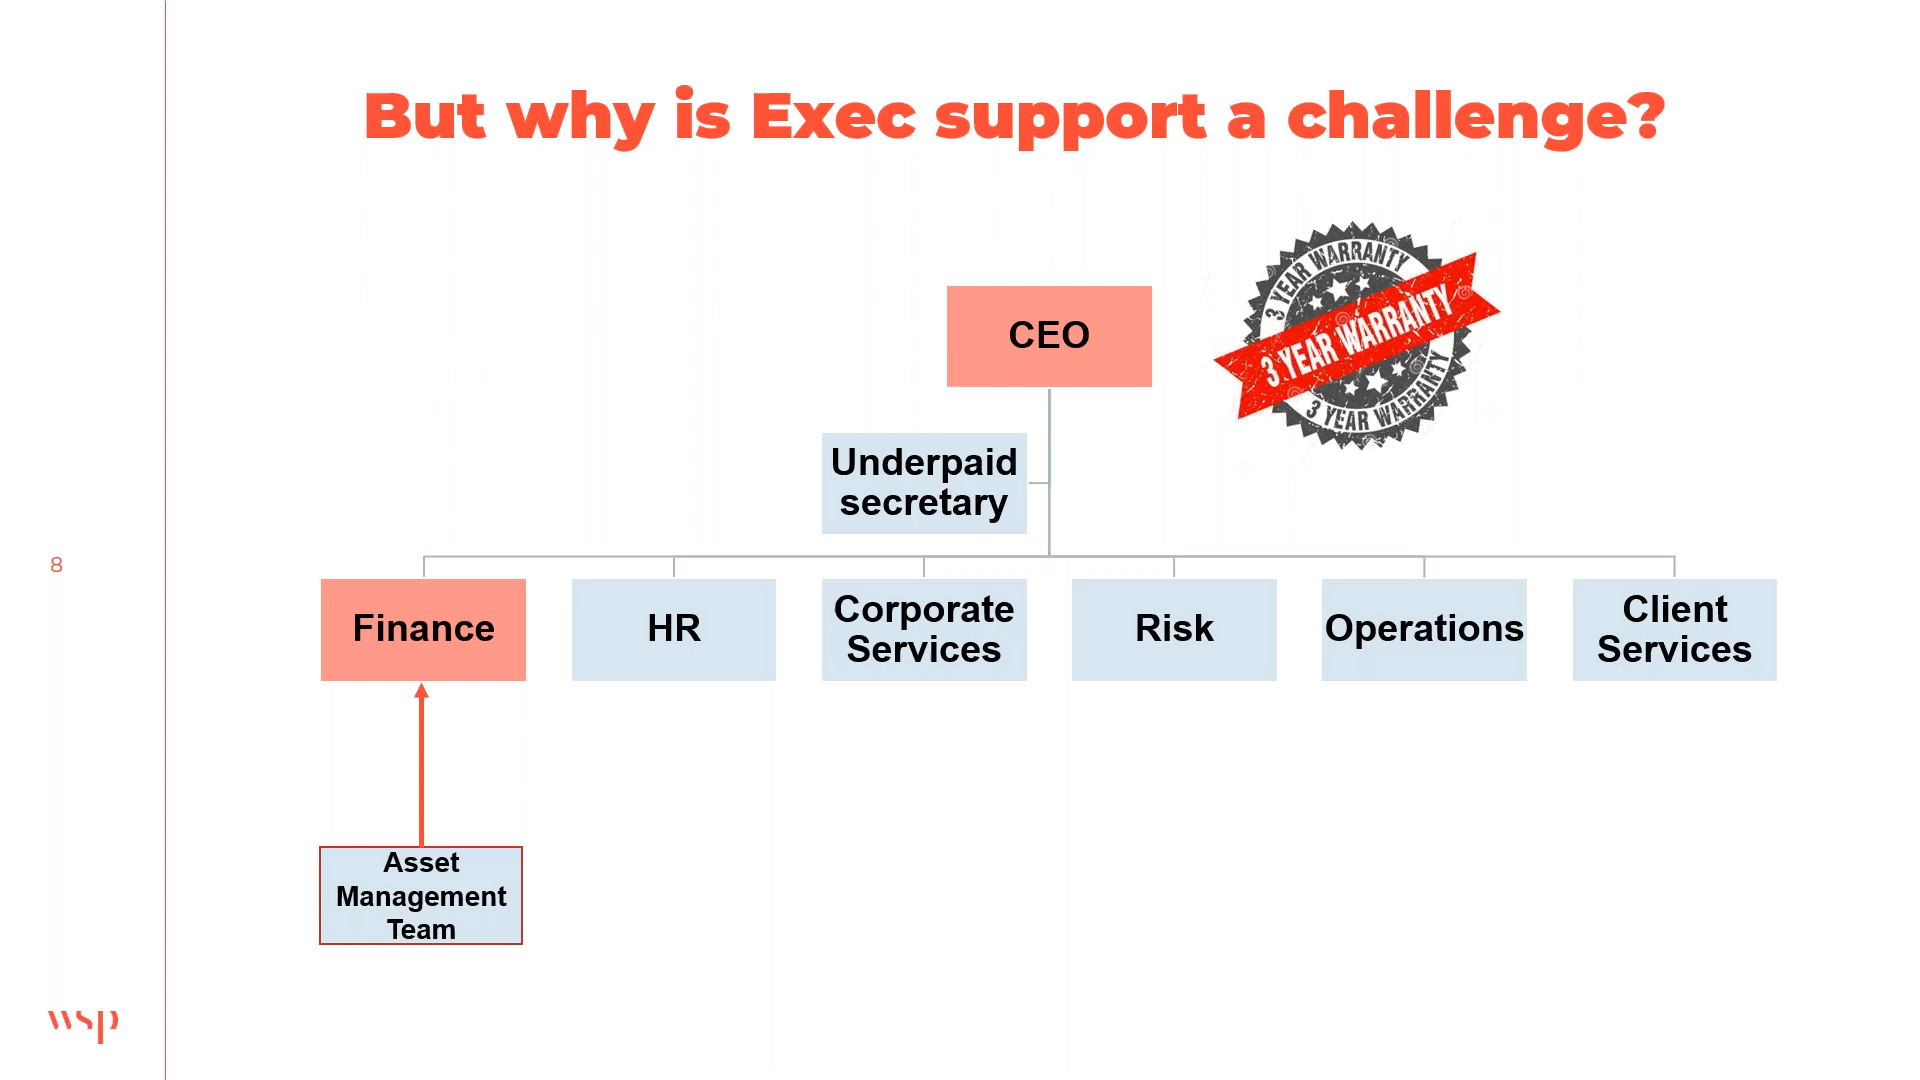 But why is Exec support a challenge?
3 YEAR WARRANTY
3 YEAR WARRANTY
3 YEAR WARRANTY
CEO
Underpaid
secretary
8
Finance
HR
Corporate
Services
Risk
Operations
Client
Services
Asset
Management
Team
wsp